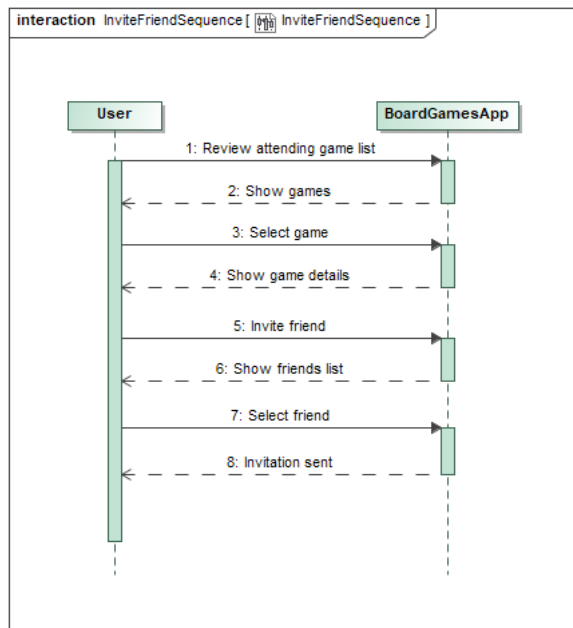 interaction InviteFriendSequence [ InviteFriendSequence ]
User
BoardGamesApp
1: Review attending game list
2: Show games
3: Select game
4: Show game details
5: Invite friend
6: Show friends list
7: Select friend
8: Invitation sent